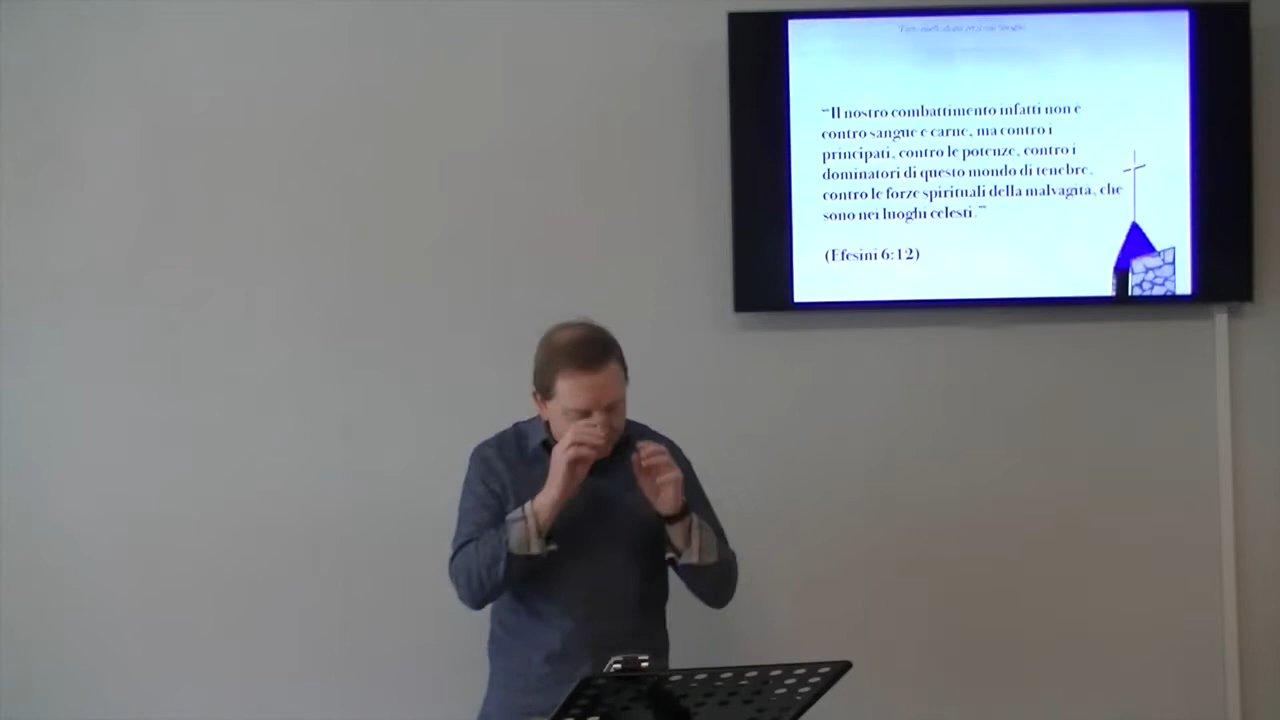 “Il nostro combattimento infatti non è
contro sangue e carne, ma contro i
principati, contro le potenze, contro i
dominatori di questo mondo di tenebre,
contro le forze spirituali della malvagità, che
sono nei luoghi celesti.”
(Efesini 6:12)